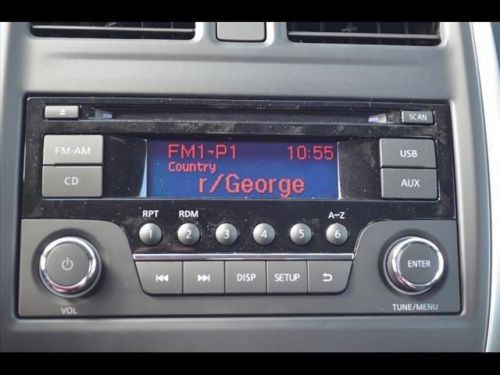 SCAN
FM-AM
CD
FM1-P1 10:55
Country
r/George
USB
AUX
RPT RDM A-Z
1 2 3 4 5 6
DISP SETUP
VOL
ENTER
TUNE/MENU